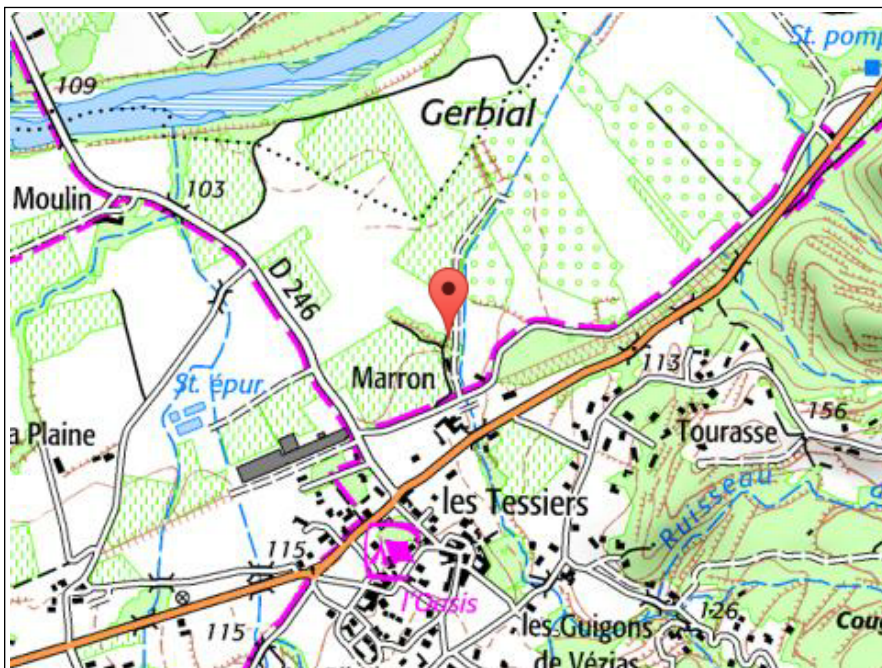 St. pomp
109
Gerbial
Moulin
103
D 246
Marron
113
St. épur.
156
a Plaine
Tourasse
Ruisseau
d
les Tessiers
115
l'Oasis
126
115
les Guigons
de Vézias
Coug